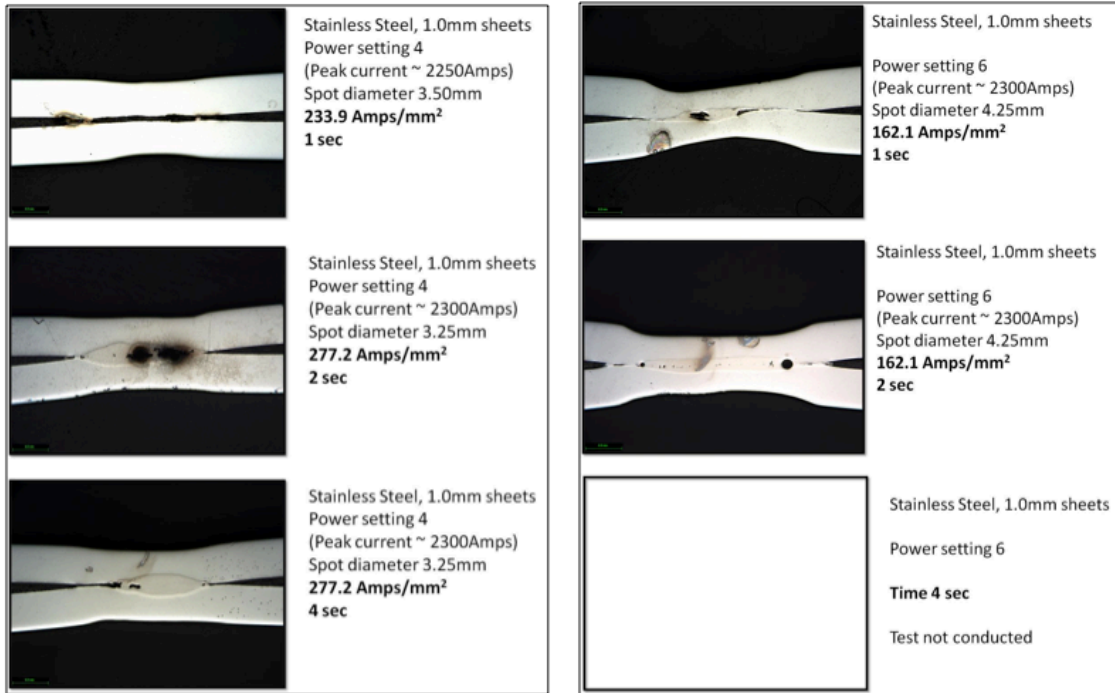 Stainless Steel, 1.0mm sheets
Power setting 4
(Peak current ~ 2250Amps)
Spot diameter 3.50mm
233.9 Amps/mm²
1 sec
Stainless Steel, 1.0mm sheets
Power setting 4
(Peak current ~ 2300Amps)
Spot diameter 3.25mm
277.2 Amps/mm²
2 sec
Stainless Steel, 1.0mm sheets
Power setting 4
(Peak current ~ 2300Amps)
Spot diameter 3.25mm
277.2 Amps/mm²
4 sec
Stainless Steel, 1.0mm sheets
Power setting 6
(Peak current ~ 2300Amps)
Spot diameter 4.25mm
162.1 Amps/mm²
1 sec
Stainless Steel, 1.0mm sheets
Power setting 6
(Peak current ~ 2300Amps)
Spot diameter 4.25mm
162.1 Amps/mm²
2 sec
Stainless Steel, 1.0mm sheets
Power setting 6
Time 4 sec
Test not conducted